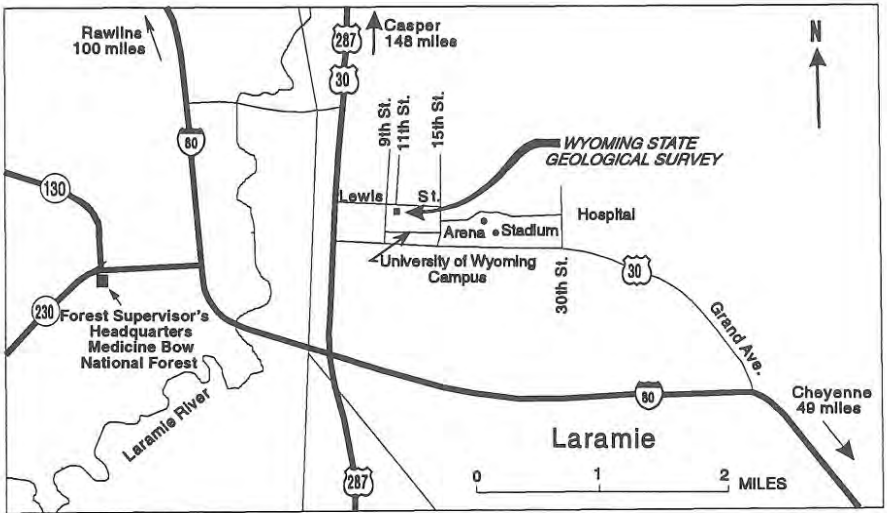 Rawlins
100 miles
Casper
148 miles
287
30
N
9th St.
11th St.
15th St.
WYOMING STATE
GEOLOGICAL SURVEY
80
130
Lewis St.
Hospital
Arena
Stadium
University of Wyoming
Campus
30th St.
30
230
Forest Supervisor's
Headquarters
Medicine Bow
National Forest
Grand Ave.
Laramie River
Cheyenne
49 miles
80
Laramie
287
0 1 2 MILES